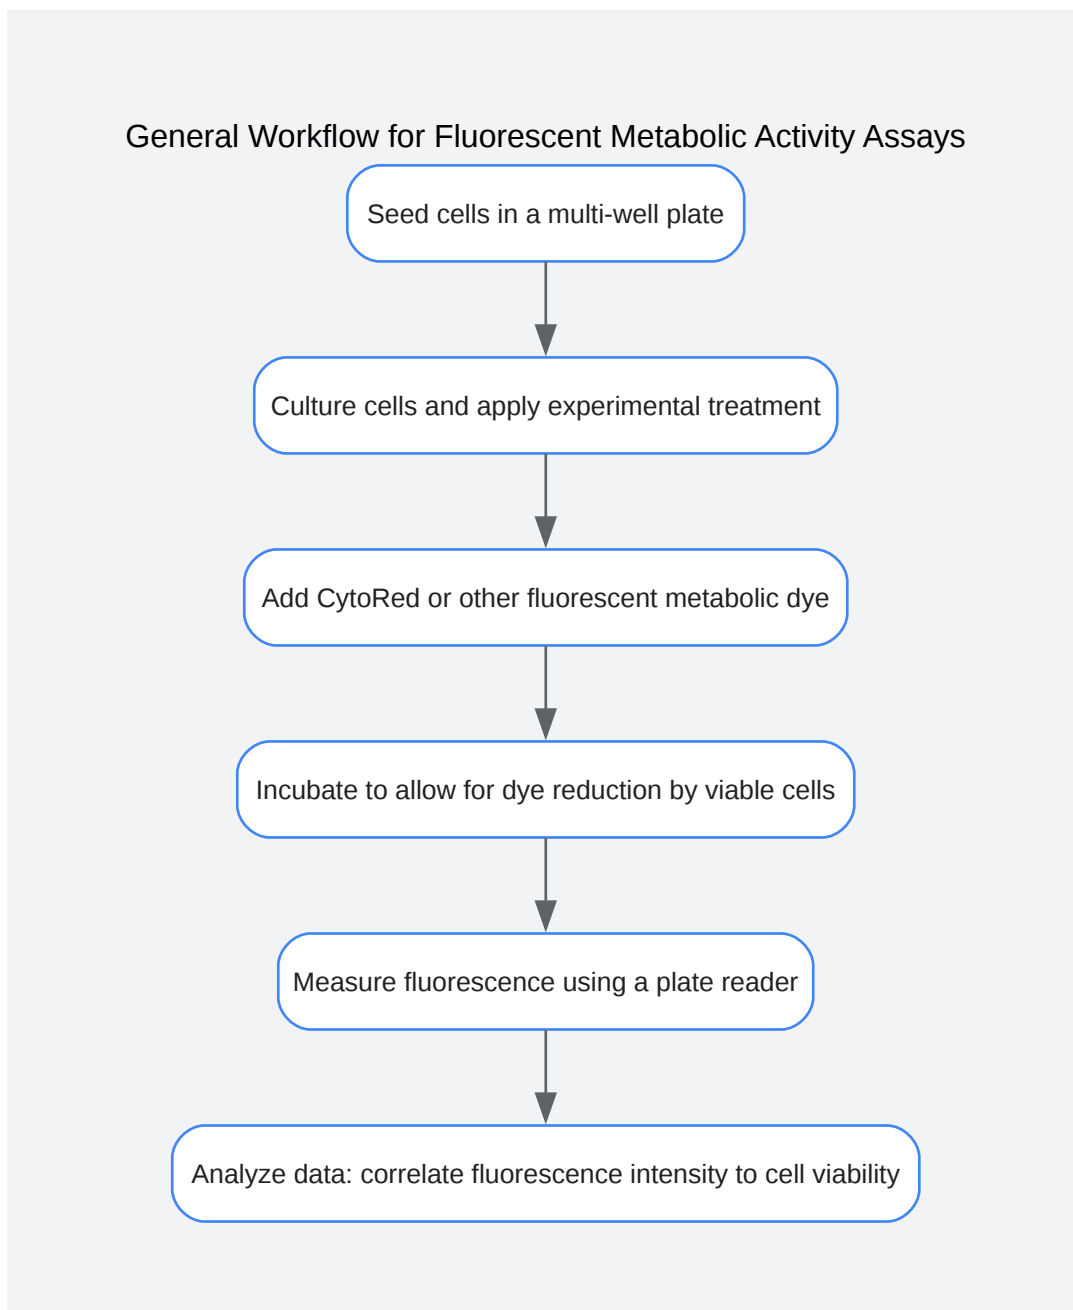 General Workflow for Fluorescent Metabolic Activity Assays
Seed cells in a multi-well plate
Culture cells and apply experimental treatment
Add CytoRed or other fluorescent metabolic dye
Incubate to allow for dye reduction by viable cells
Measure fluorescence using a plate reader
Analyze data: correlate fluorescence intensity to cell viability